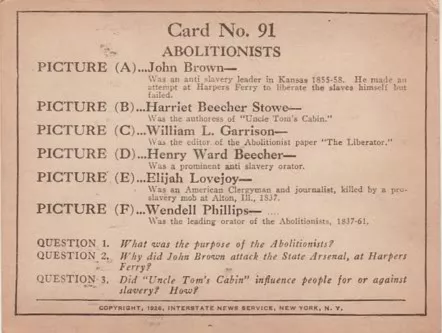 Card No. 91
ABOLITIONISTS
PICTURE (A)...John Brown—
Was an anti slavery leader in Kansas 1855-58. He made an
attempt at Harpers Ferry to liberate the slaves himself but
failed.
PICTURE (B)...Harriet Beecher Stowe—
Was the authoress of "Uncle Tom's Cabin."
PICTURE (C)...William L. Garrison—
Was the editor of the Abolitionist paper "The Liberator."
PICTURE (D)...Henry Ward Beecher—
Was a prominent anti slavery orator.
PICTURE (E)...Elijah Lovejoy—
Was an American Clergyman and journalist, killed by a pro-
slavery mob at Alton, Ill., 1837.
PICTURE (F)...Wendell Phillips—
Was the leading orator of the Abolitionists, 1837-61.
QUESTION 1. What was the purpose of the Abolitionists?
QUESTION 2. Why did John Brown attack the State Arsenal, at Harpers
Ferry?
QUESTION 3. Did "Uncle Tom's Cabin" influence people for or against
slavery? How?
COPYRIGHT, 1926, INTERSTATE NEWS SERVICE, NEW YORK, N. Y.